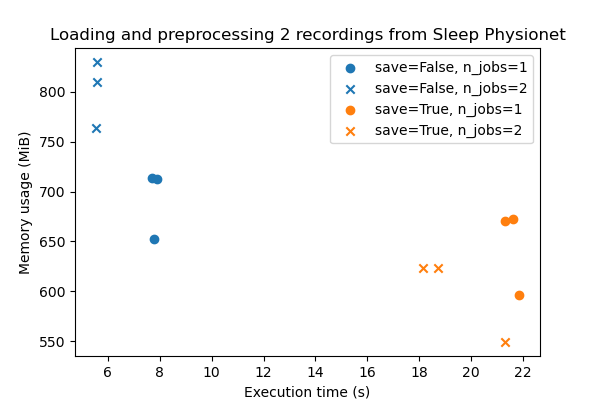 Loading and preprocessing 2 recordings from Sleep Physionet
save=False, n_jobs=1
save=False, n_jobs=2
save=True, n_jobs=1
save=True, n_jobs=2
Memory usage (MiB)
800
750
700
650
600
550
6 8 10 12 14 16 18 20 22
Execution time (s)